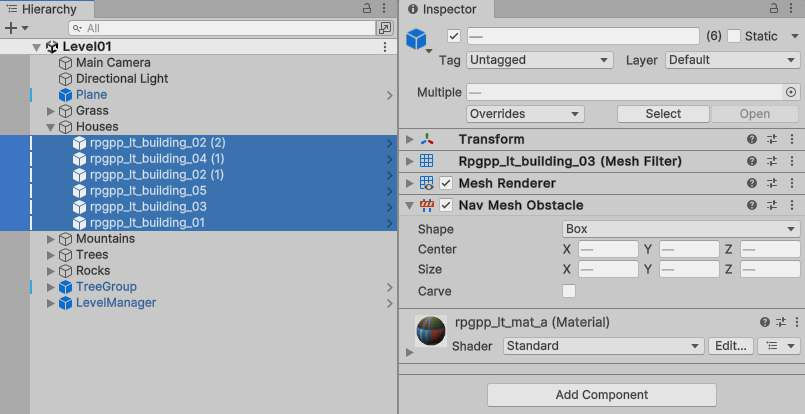 Hierarchy
All
Level01
Main Camera
Directional Light
Plane
Grass
Houses
rpgpp_lt_building_02 (2)
rpgpp_lt_building_04 (1)
rpgpp_lt_building_02 (1)
rpgpp_lt_building_05
rpgpp_lt_building_03
rpgpp_lt_building_01
Mountains
Trees
Rocks
TreeGroup
LevelManager
Inspector
— (6) Static
Tag Untagged Layer Default
Multiple —
Overrides Select Open
Transform
Rpgpp_lt_building_03 (Mesh Filter)
Mesh Renderer
Nav Mesh Obstacle
Shape Box
Center X — Y — Z —
Size X — Y — Z —
Carve
rpgpp_lt_mat_a (Material)
Shader Standard Edit...
Add Component